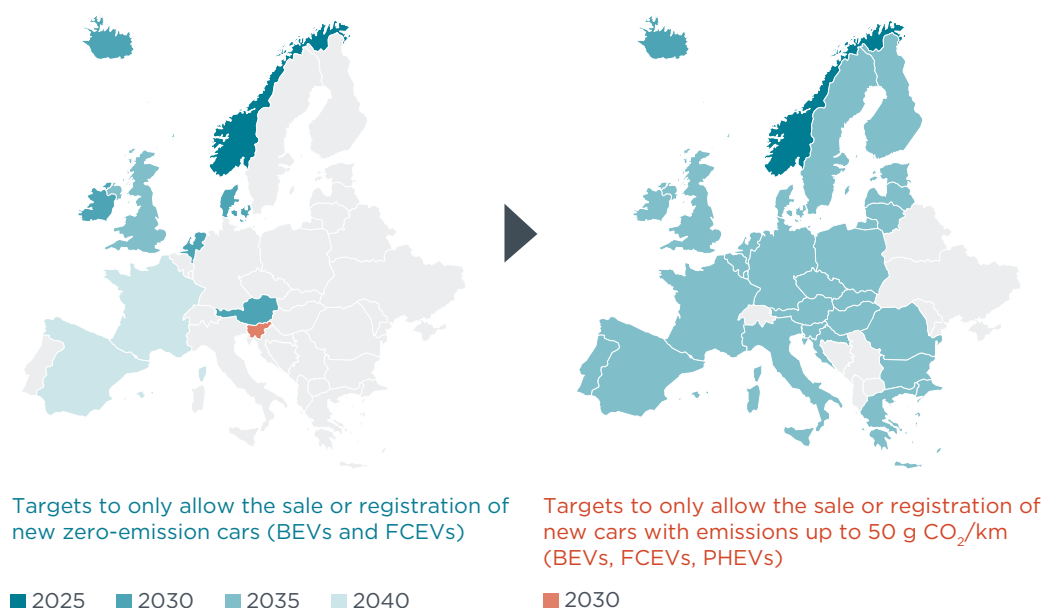 Targets to only allow the sale or registration of
new zero-emission cars (BEVs and FCEVs)
2025
2030
2035
2040
Targets to only allow the sale or registration of
new cars with emissions up to 50 g CO₂/km
(BEVs, FCEVs, PHEVs)
2030